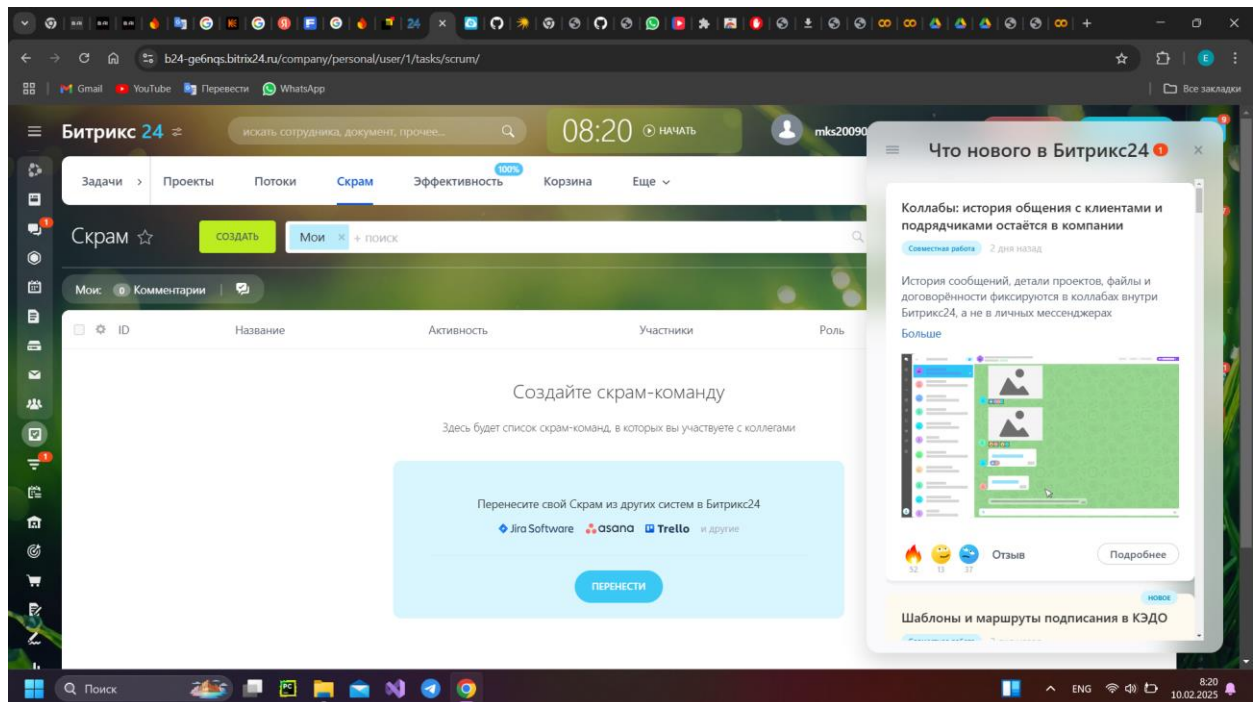 24
b24-ge6nqs.bitrix24.ru/company/personal/user/1/tasks/scrum/
E
Gmail
YouTube
Перевести
WhatsApp
Все закладки
Битрикс 24
искать сотрудника, документ, прочее...
08:20
НАЧАТЬ
mks20090
9
Что нового в Битрикс24 1
Задачи
Проекты
Потоки
Скрам
Эффективность
100%
Корзина
Еще
Скрам
СОЗДАТЬ
Мои
+ поиск
Мои:
0
Комментарии
ID
Название
Активность
Участники
Роль
Создайте скрам-команду
Здесь будет список скрам-команд, в которых вы участвуете с коллегами
Перенесите свой Скрам из других систем в Битрикс24
Jira Software
asana
Trello
и другие
ПЕРЕНЕСТИ
Коллабы: история общения с клиентами и
подрядчиками остаётся в компании
Совместная работа
2 дня назад
История сообщений, детали проектов, файлы и
договорённости фиксируются в коллабах внутри
Битрикс24, а не в личных мессенджерах
Больше
52
13
37
Отзыв
Подробнее
НОВОЕ
Шаблоны и маршруты подписания в КЭДО
1
1
Поиск
ENG
8:20
10.02.2025